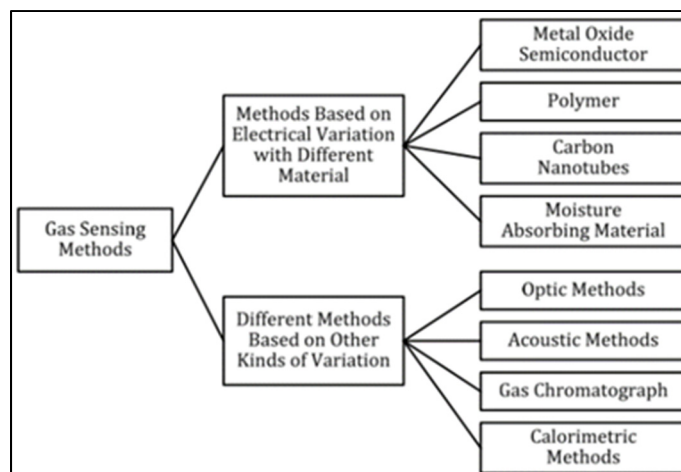 Gas Sensing
Methods
Methods Based on
Electrical Variation
with Different
Material
Metal Oxide
Semiconductor
Polymer
Carbon
Nanotubes
Moisture
Absorbing Material
Different Methods
Based on Other
Kinds of Variation
Optic Methods
Acoustic Methods
Gas Chromatograph
Calorimetric
Methods